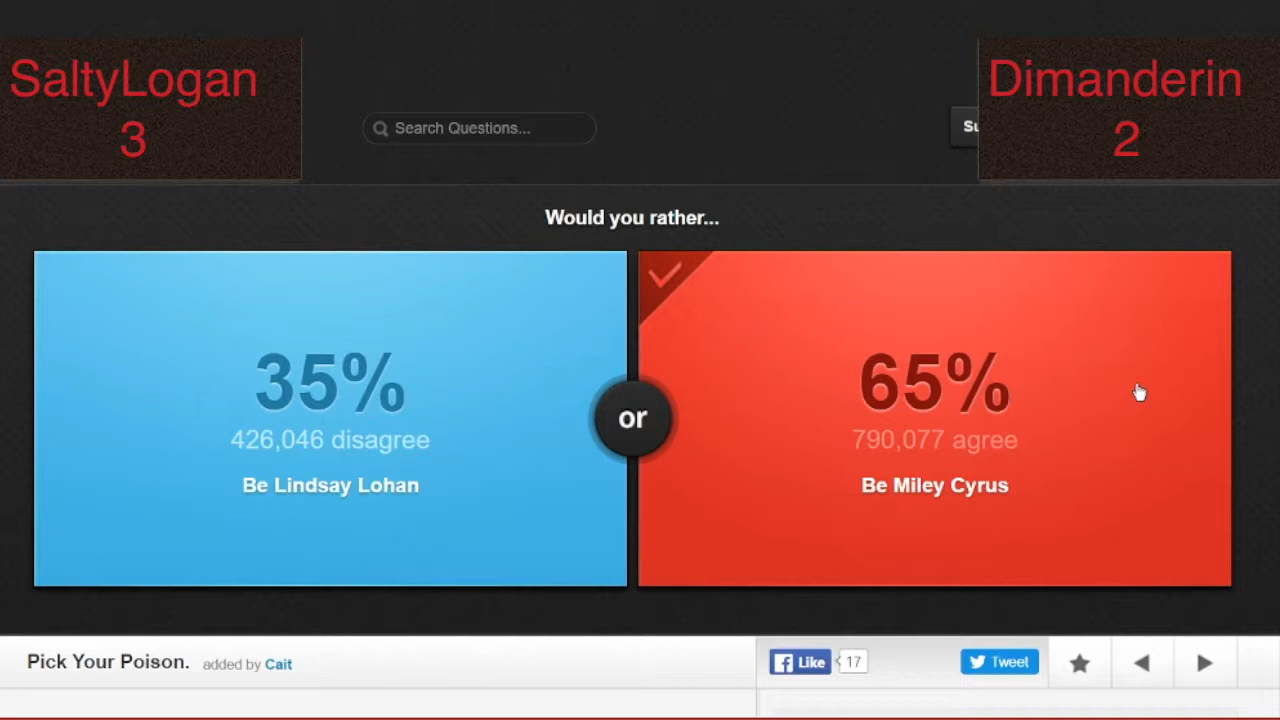 SaltyLogan
3
Search Questions...
Dimanderin
2
Would you rather...
35%
426,046 disagree
Be Lindsay Lohan
or
65%
790,077 agree
Be Miley Cyrus
Pick Your Poison. added by Cait
Like 17
Tweet